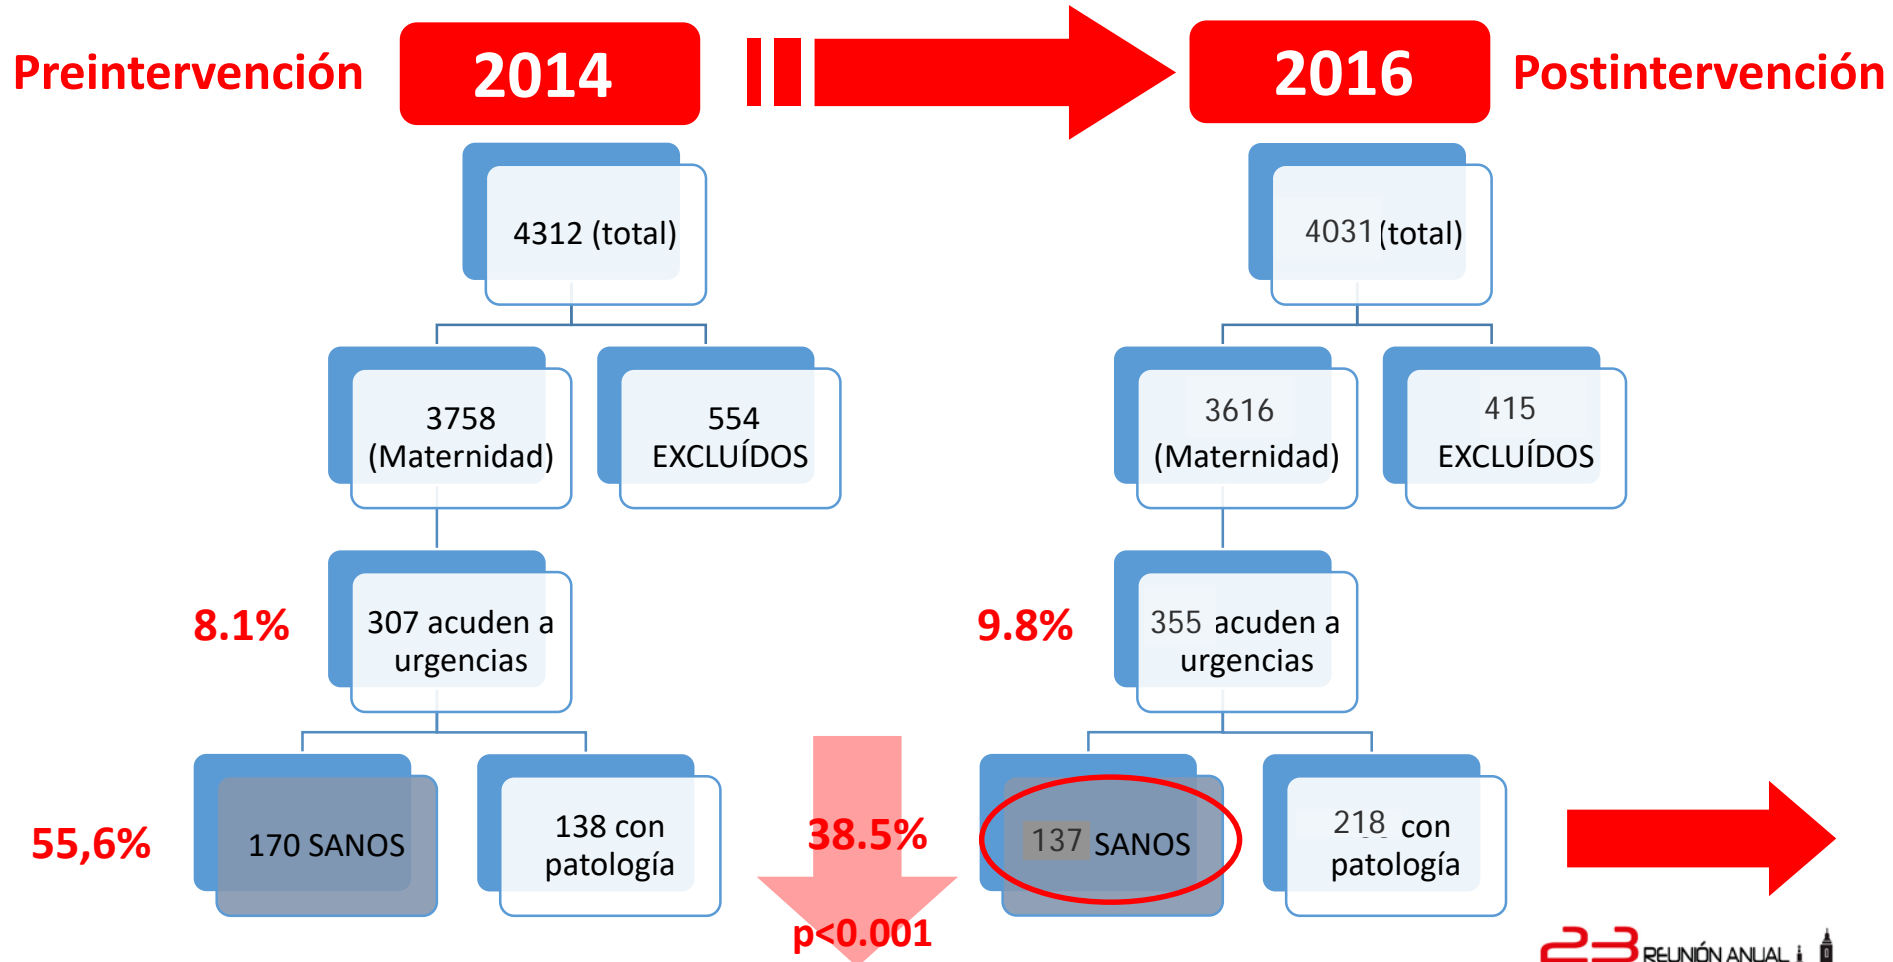 Preintervención
2014
2016
Postintervención
4312 (total)
3758
(Maternidad)
554
EXCLUÍDOS
8.1%
307 acuden a
urgencias
55,6%
170 SANOS
138 con
patología
38.5%
p<0.001
4031 (total)
3616
(Maternidad)
415
EXCLUÍDOS
9.8%
355 acuden a
urgencias
137 SANOS
218 con
patología
23 REUNIÓN ANUAL